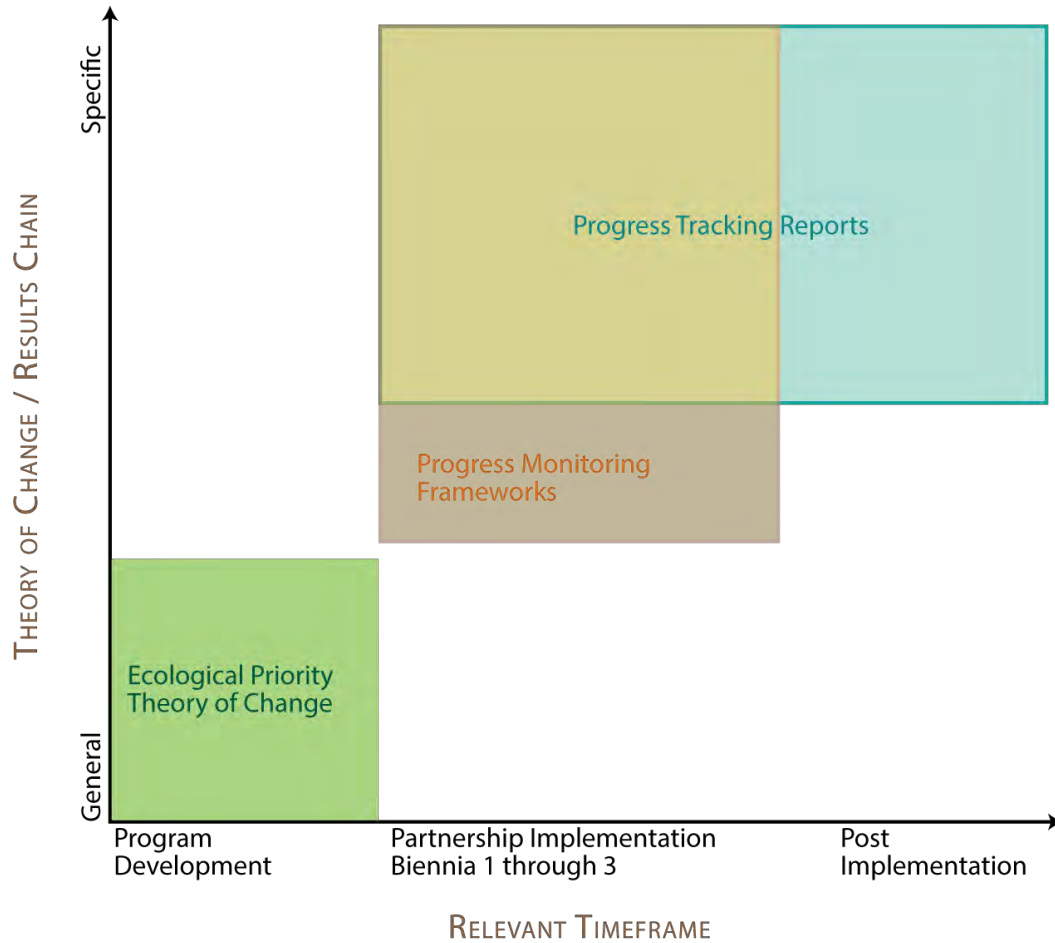 Specific
THEORY OF CHANGE / RESULTS CHAIN
General
Progress Tracking Reports
Progress Monitoring
Frameworks
Ecological Priority
Theory of Change
Program
Development
Partnership Implementation
Biennia 1 through 3
Post
Implementation
RELEVANT TIMEFRAME